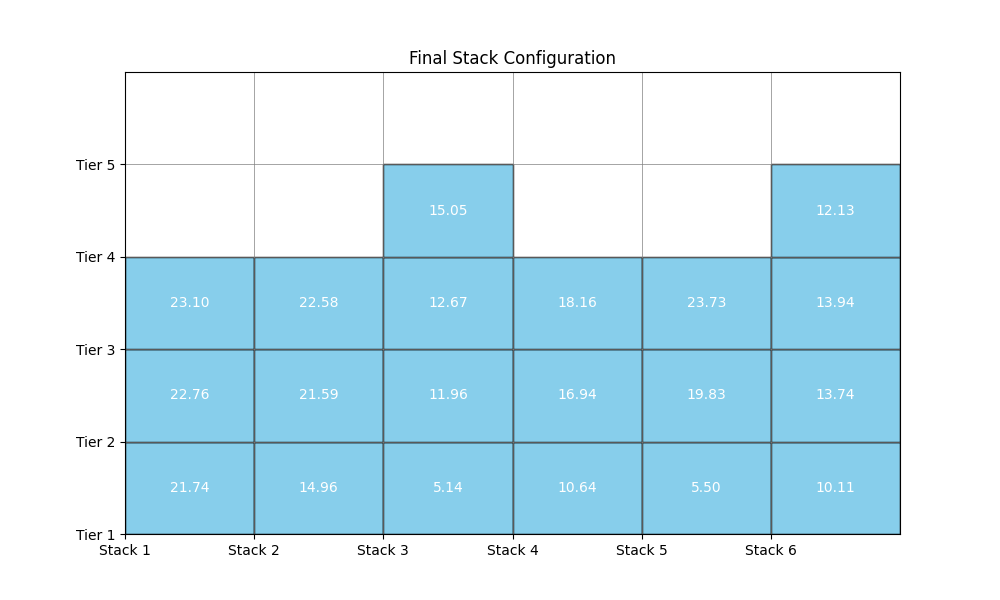 Final Stack Configuration
Tier 5
15.05 12.13
Tier 4
23.10 22.58 12.67 18.16 23.73 13.94
Tier 3
22.76 21.59 11.96 16.94 19.83 13.74
Tier 2
21.74 14.96 5.14 10.64 5.50 10.11
Tier 1
Stack 1 Stack 2 Stack 3 Stack 4 Stack 5 Stack 6